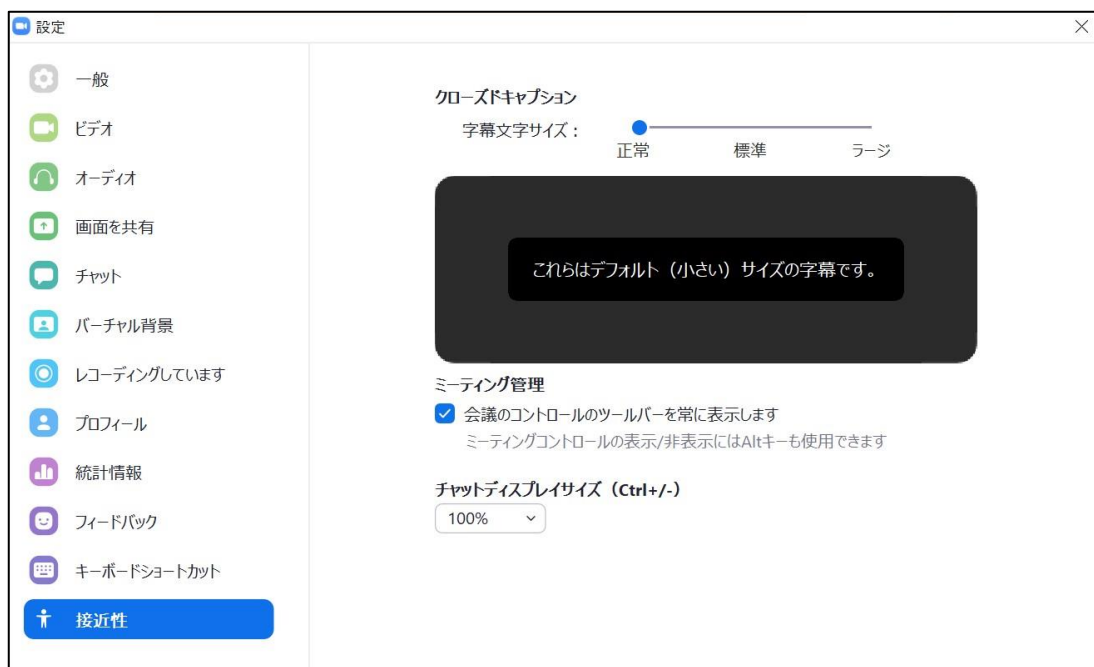 設定
一般
ビデオ
オーディオ
画面を共有
チャット
バーチャル背景
レコーディングしています
プロフィール
統計情報
フィードバック
キーボードショートカット
接近性
クローズドキャプション
字幕文字サイズ：
正常 標準 ラージ
これらはデフォルト（小さい）サイズの字幕です。
ミーティング管理
会議のコントロールのツールバーを常に表示します
ミーティングコントロールの表示/非表示にはAltキーも使用できます
チャットディスプレイサイズ（Ctrl+/-）
100%